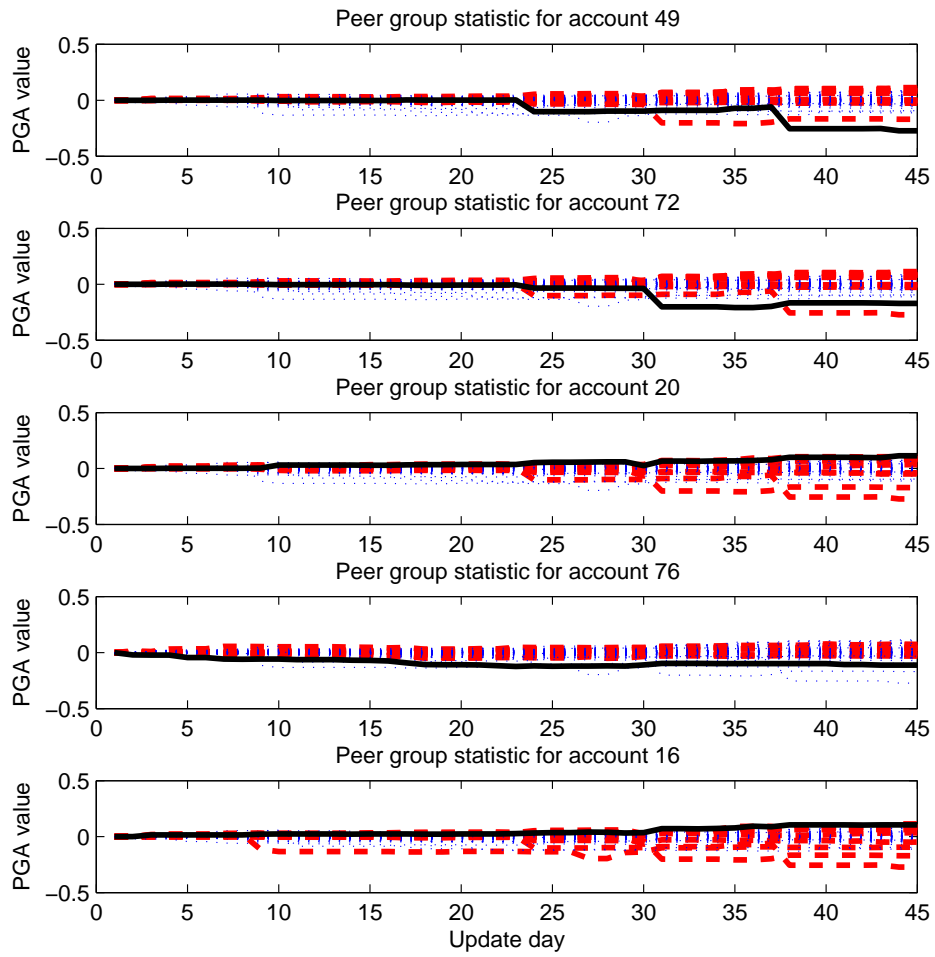 Peer group statistic for account 49
PGA value
0.5
0
−0.5
0 5 10 15 20 25 30 35 40 45
Peer group statistic for account 72
PGA value
0.5
0
−0.5
0 5 10 15 20 25 30 35 40 45
Peer group statistic for account 20
PGA value
0.5
0
−0.5
0 5 10 15 20 25 30 35 40 45
Peer group statistic for account 76
PGA value
0.5
0
−0.5
0 5 10 15 20 25 30 35 40 45
Peer group statistic for account 16
PGA value
0.5
0
−0.5
0 5 10 15 20 25 30 35 40 45
Update day